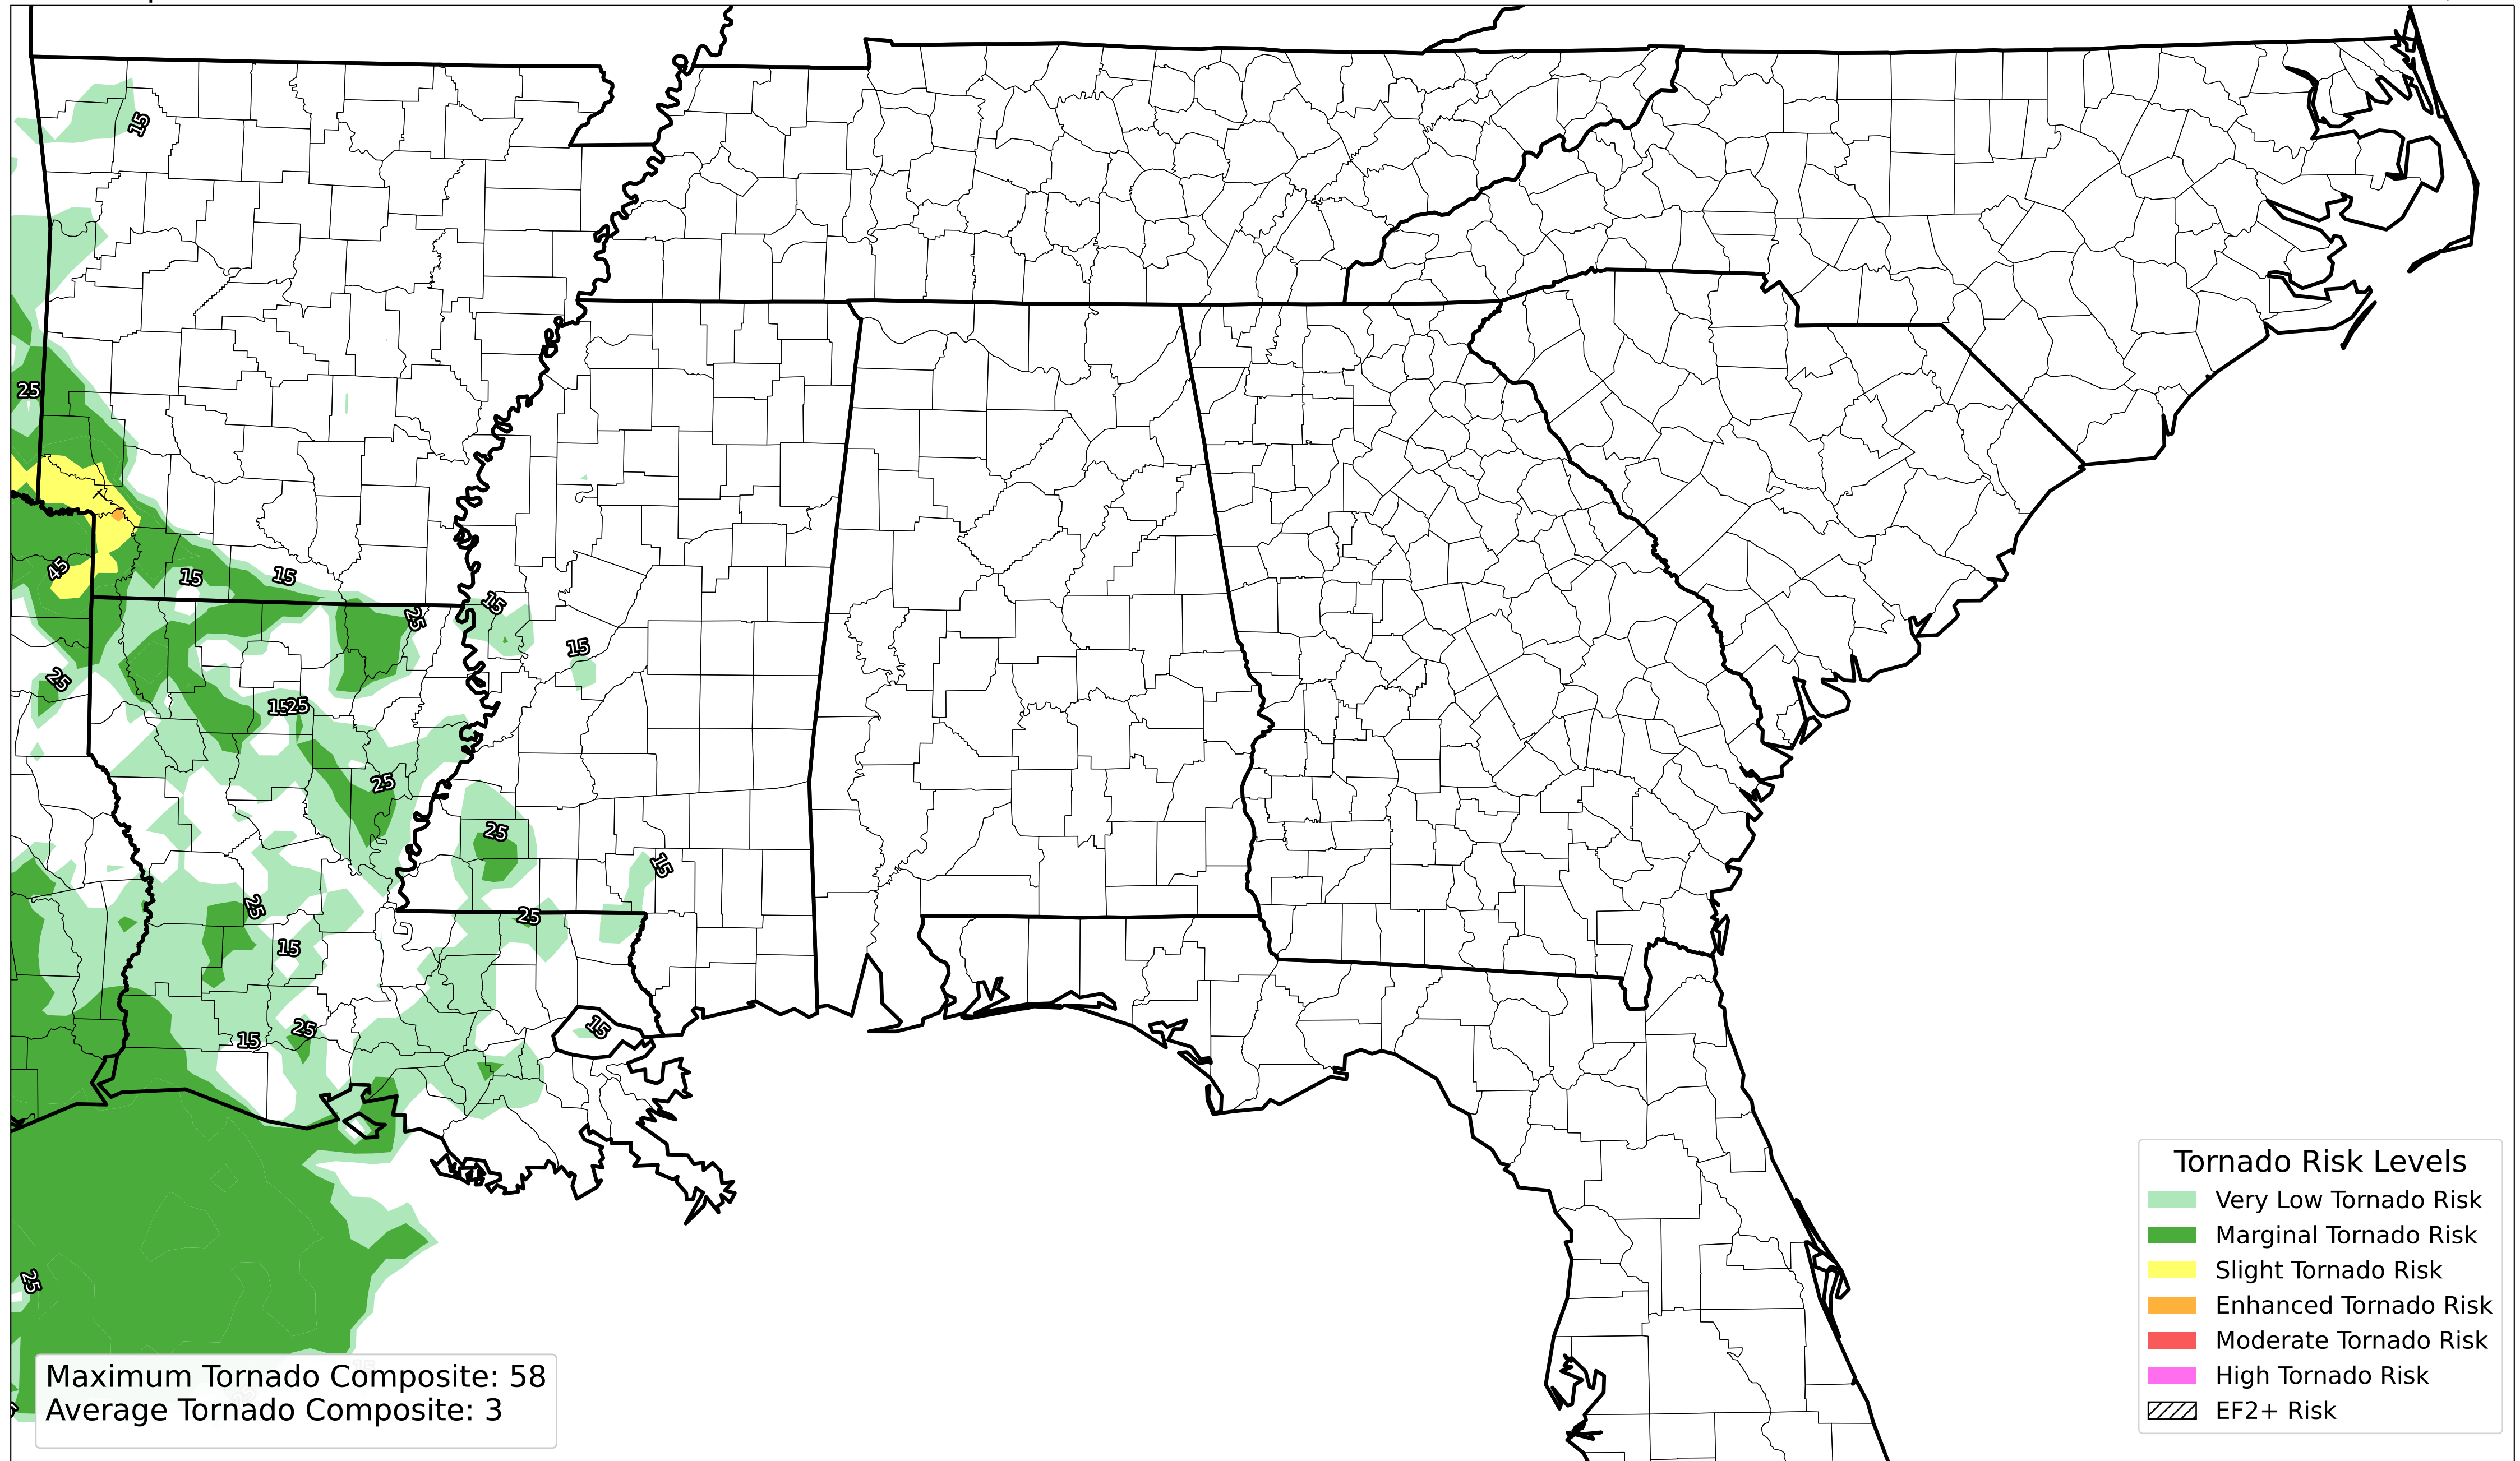 15
25
45
15
15
25
15
15
25
15 25
25
25
15
25
25
15
25
15
15
25
Maximum Tornado Composite: 58
Average Tornado Composite: 3
Tornado Risk Levels
Very Low Tornado Risk
Marginal Tornado Risk
Slight Tornado Risk
Enhanced Tornado Risk
Moderate Tornado Risk
High Tornado Risk
EF2+ Risk